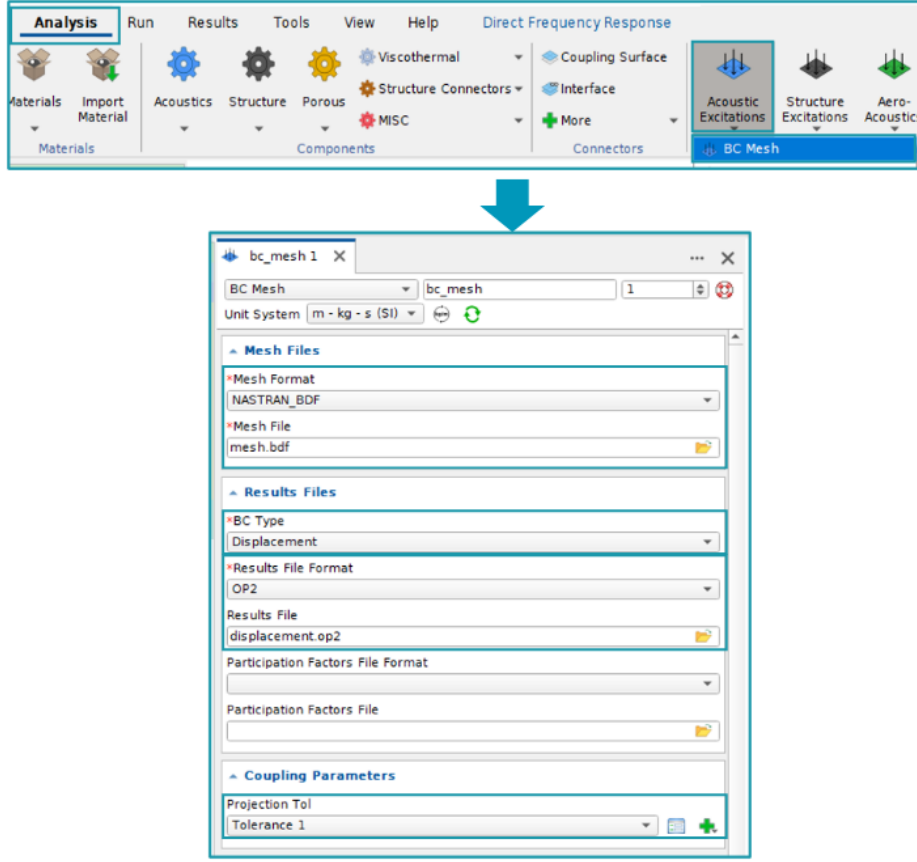 Analysis Run Results Tools View Help Direct Frequency Response
Materials
Import Material
Acoustics
Structure
Porous
Viscothermal
Structure Connectors
MISC
Coupling Surface
Interface
More
Acoustic Excitations
Structure Excitations
Aero-Acoustic
Materials
Components
Connectors
BC Mesh
bc_mesh 1
BC Mesh bc_mesh 1
Unit System m - kg - s (SI)
Mesh Files
*Mesh Format
NASTRAN_BDF
*Mesh File
mesh.bdf
Results Files
*BC Type
Displacement
*Results File Format
OP2
Results File
displacement.op2
Participation Factors File Format
Participation Factors File
Coupling Parameters
Projection Tol
Tolerance 1